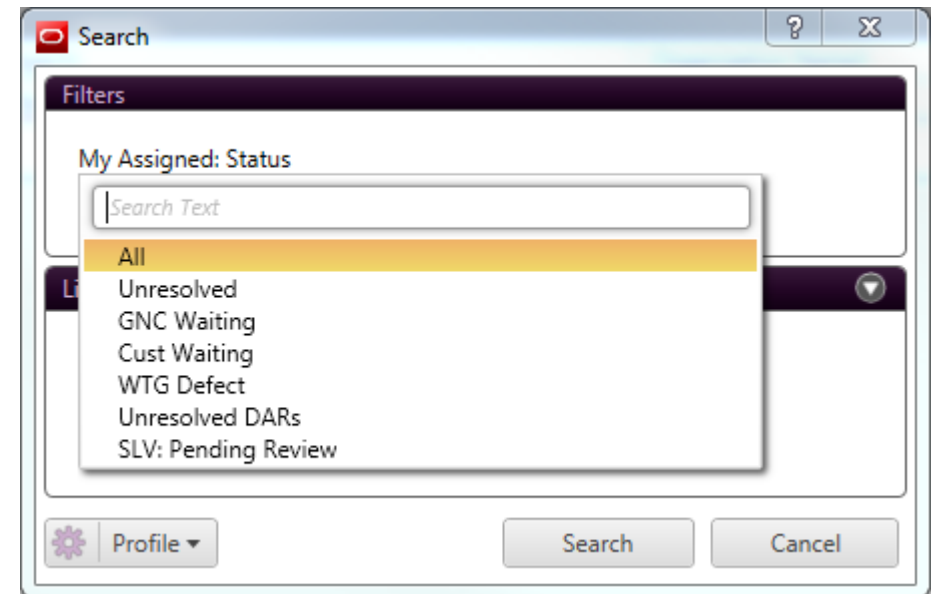 Search
Filters
My Assigned: Status
Search Text
All
Unresolved
GNC Waiting
Cust Waiting
WTG Defect
Unresolved DARs
SLV: Pending Review
Profile
Search
Cancel